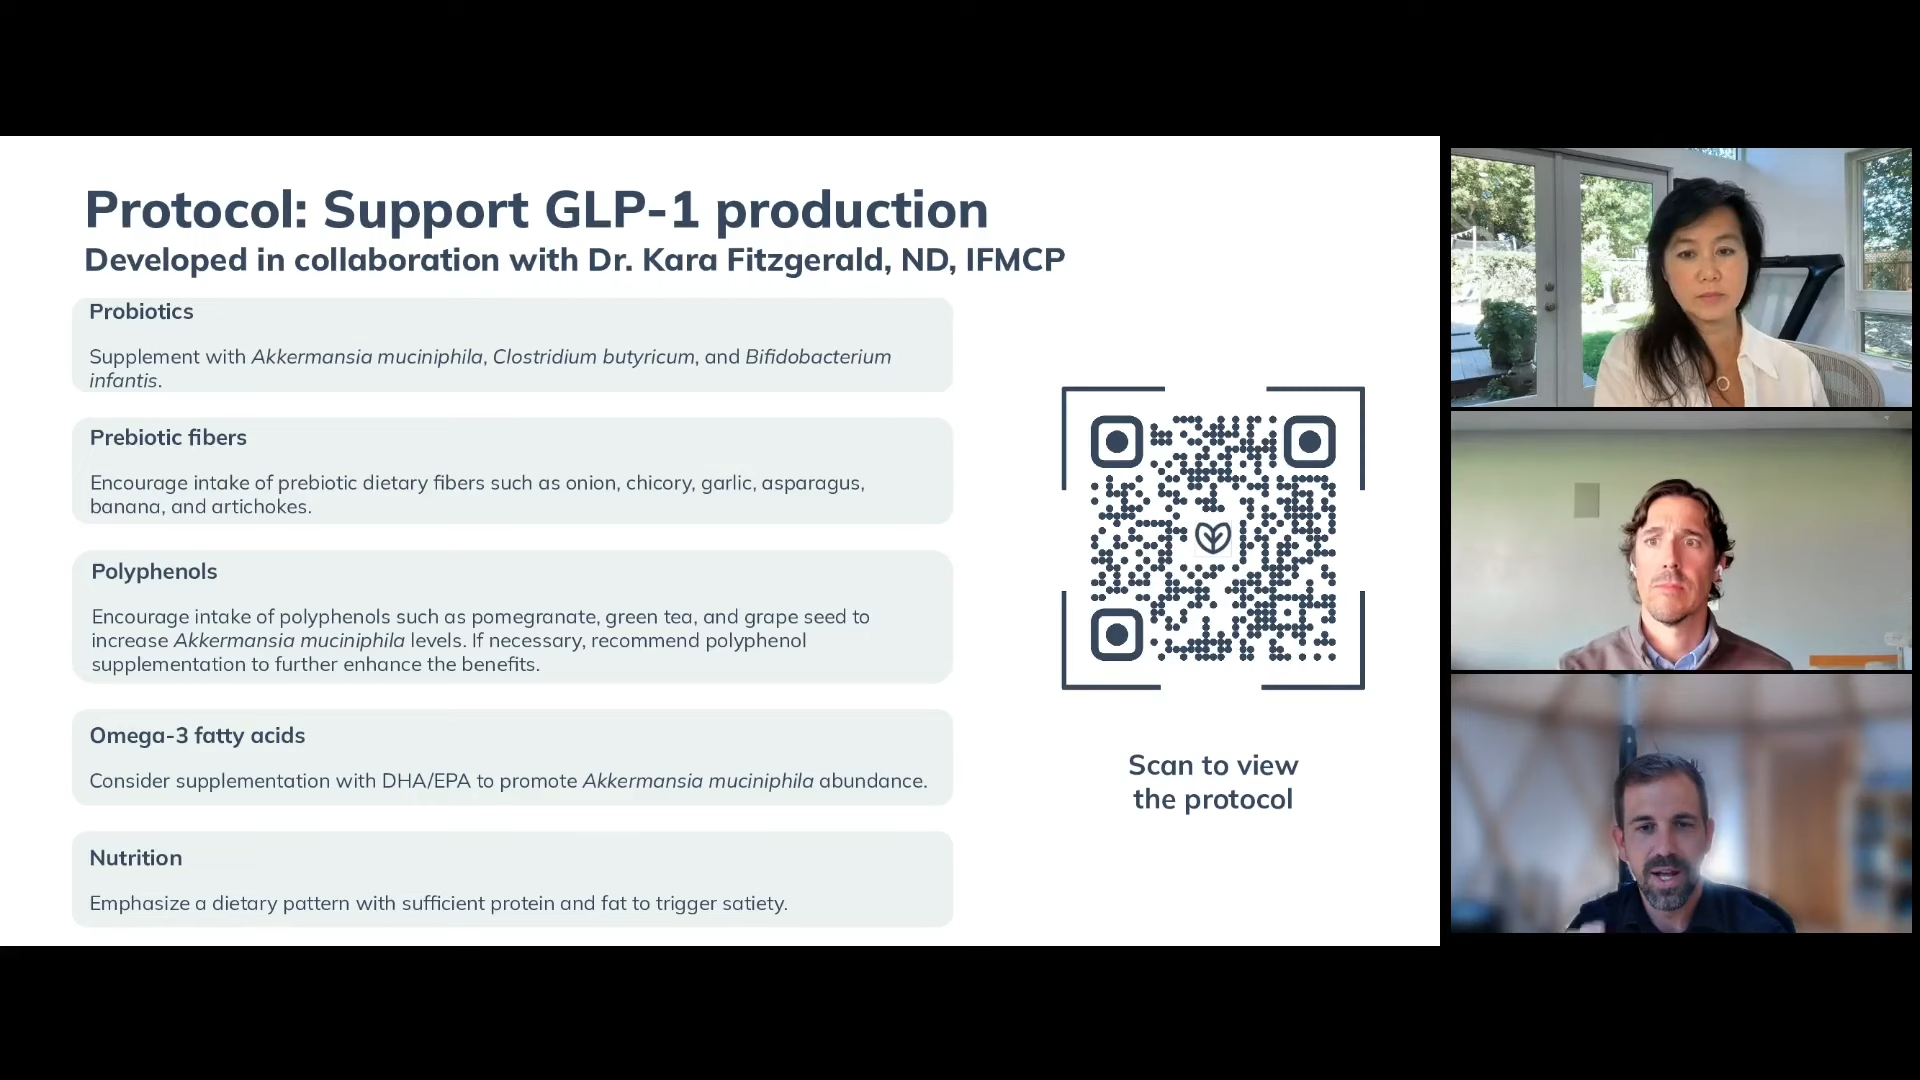 Protocol: Support GLP-1 production
Developed in collaboration with Dr. Kara Fitzgerald, ND, IFMCP
Probiotics
Supplement with Akkermansia muciniphila, Clostridium butyricum, and Bifidobacterium
infantis.
Prebiotic fibers
Encourage intake of prebiotic dietary fibers such as onion, chicory, garlic, asparagus,
banana, and artichokes.
Polyphenols
Encourage intake of polyphenols such as pomegranate, green tea, and grape seed to
increase Akkermansia muciniphila levels. If necessary, recommend polyphenol
supplementation to further enhance the benefits.
Omega-3 fatty acids
Consider supplementation with DHA/EPA to promote Akkermansia muciniphila abundance.
Nutrition
Emphasize a dietary pattern with sufficient protein and fat to trigger satiety.
Scan to view
the protocol